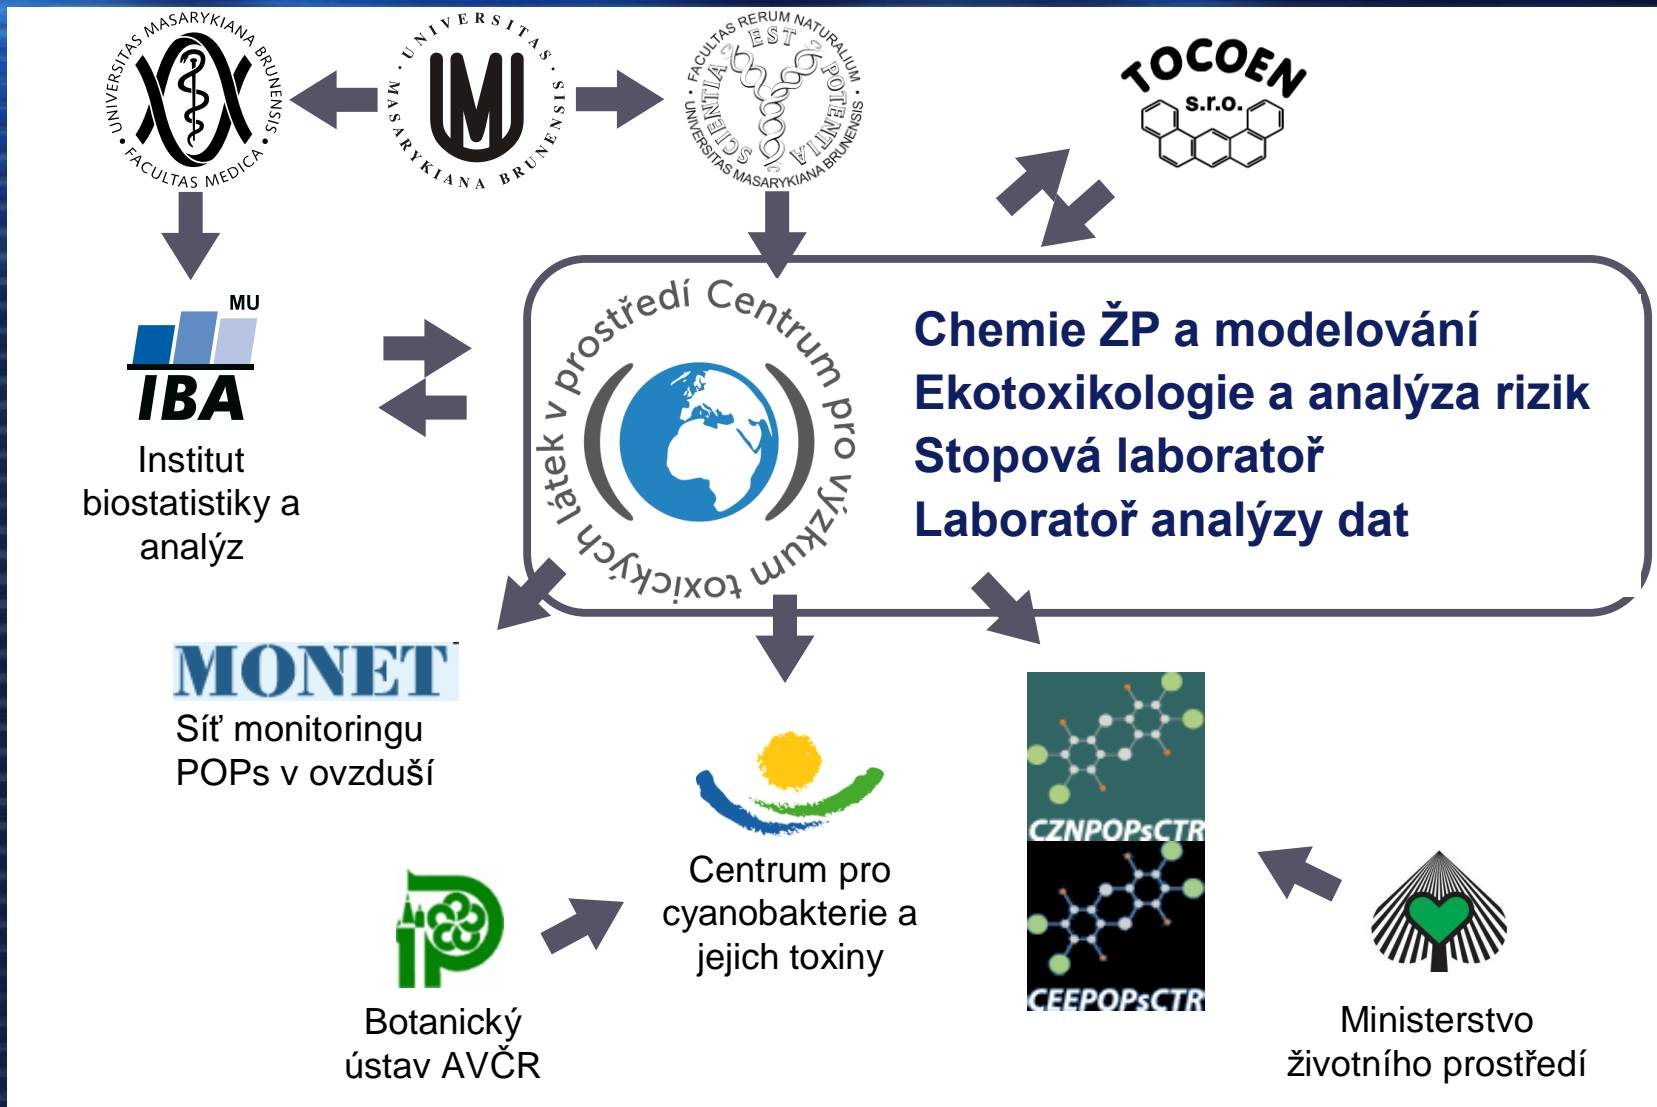 UNIVERSITAS MASARYKIANA BRUNENSIS • FACULTAS MEDICA •
UNIVERSITAS · MASARYKIANA BRUNENSIS ·
MU
FACULTAS RERUM NATURALIUM • UNIVERSITAS MASARYKIANA BRUNENSIS •
SCIENTIA EST POTENTIA
TOCOEN
s.r.o.
MU
IBA
Institut
biostatistiky a
analýz
Centrum pro výzkum toxických látek v prostředí
Chemie ŽP a modelování
Ekotoxikologie a analýza rizik
Stopová laboratoř
Laboratoř analýzy dat
MONET
Síť monitoringu
POPs v ovzduší
Centrum pro
cyanobakterie a
jejich toxiny
CZNPOPsCTR
CEEPOPsCTR
Botanický
ústav AVČR
Ministerstvo
životního prostředí